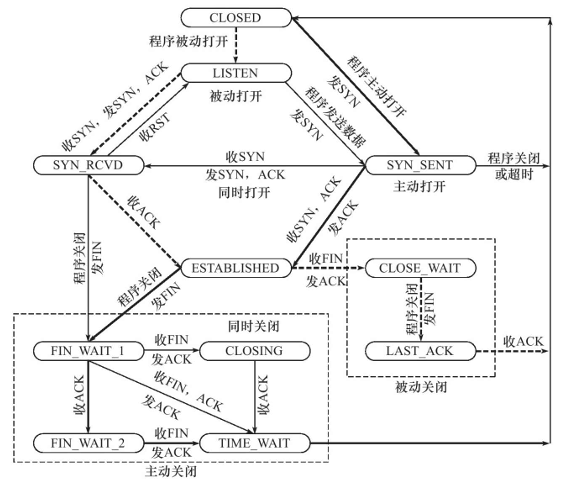 CLOSED
程序被动打开
LISTEN
被动打开
收SYN，发SYN，ACK
收RST
程序发送数据
发SYN
程序主动打开
发SYN
SYN_RCVD
收SYN
发SYN，ACK
同时打开
SYN_SENT
主动打开
程序关闭
或超时
收ACK
收SYN，ACK
发ACK
程序关闭
发FIN
程序关闭
发FIN
ESTABLISHED
收FIN
发ACK
CLOSE_WAIT
程序关闭
发FIN
LAST_ACK
收ACK
被动关闭
同时关闭
FIN_WAIT_1
收FIN
发ACK
CLOSING
收ACK
收FIN，ACK
发ACK
收ACK
FIN_WAIT_2
收FIN
发ACK
TIME_WAIT
主动关闭